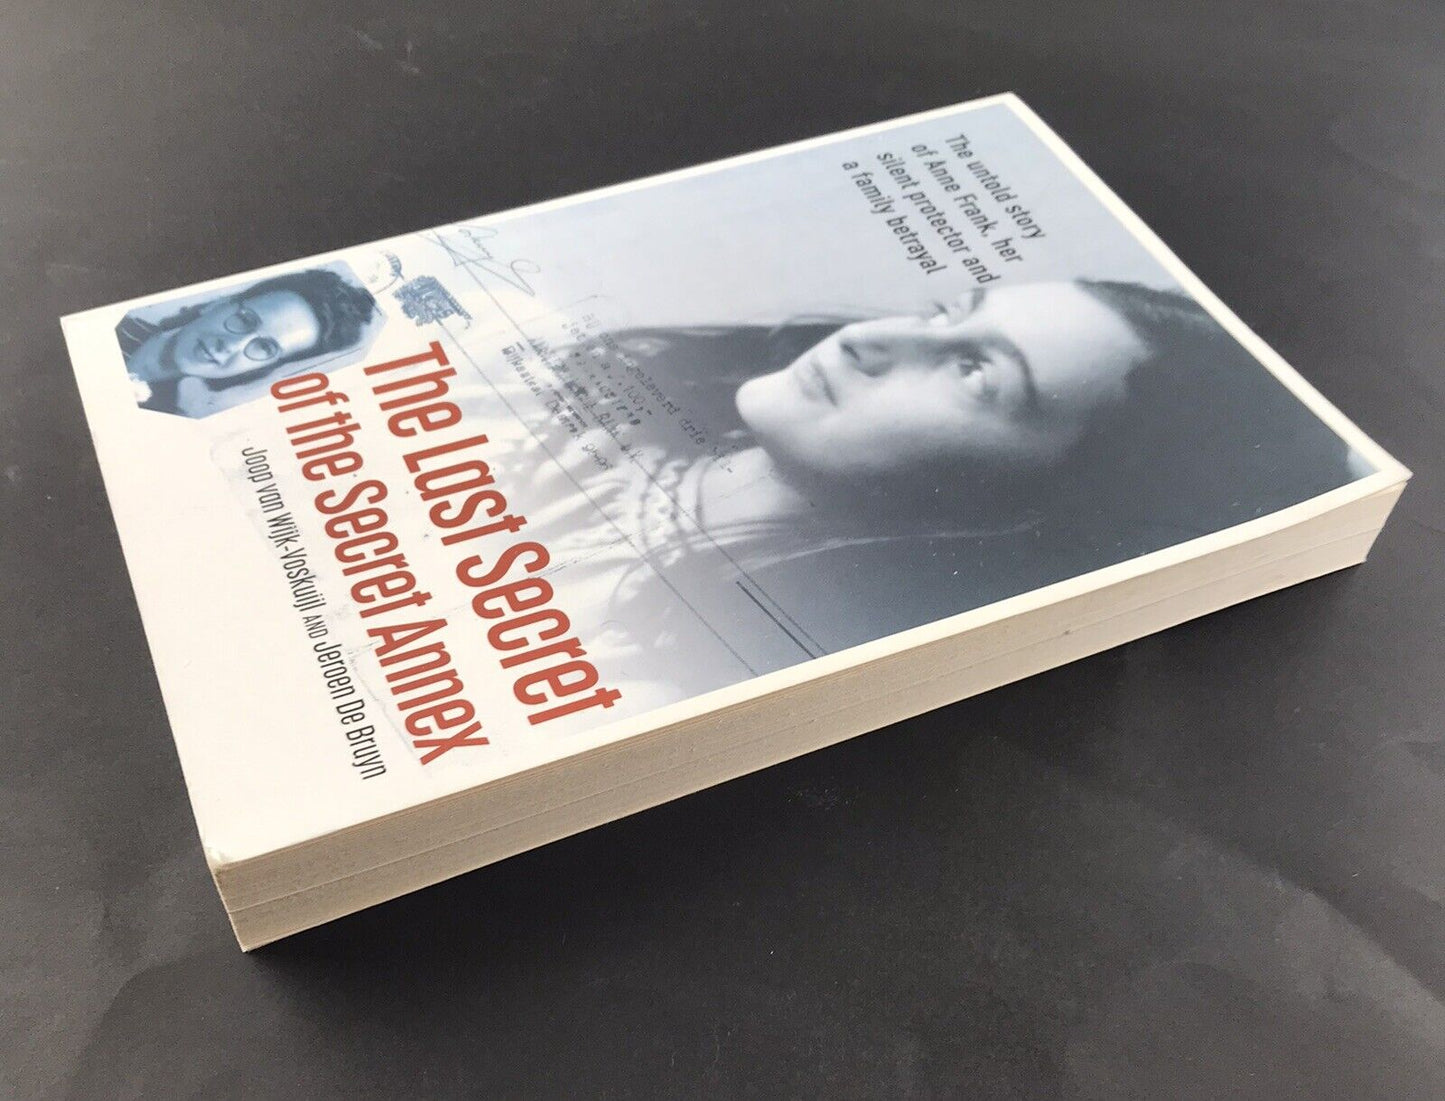 The untold story
of Anne Frank, her
silent protector and
a family betrayal
The Last Secret
of the Secret Annex
Joop van Wijk-Voskuijl AND Jeroen De Bruyn